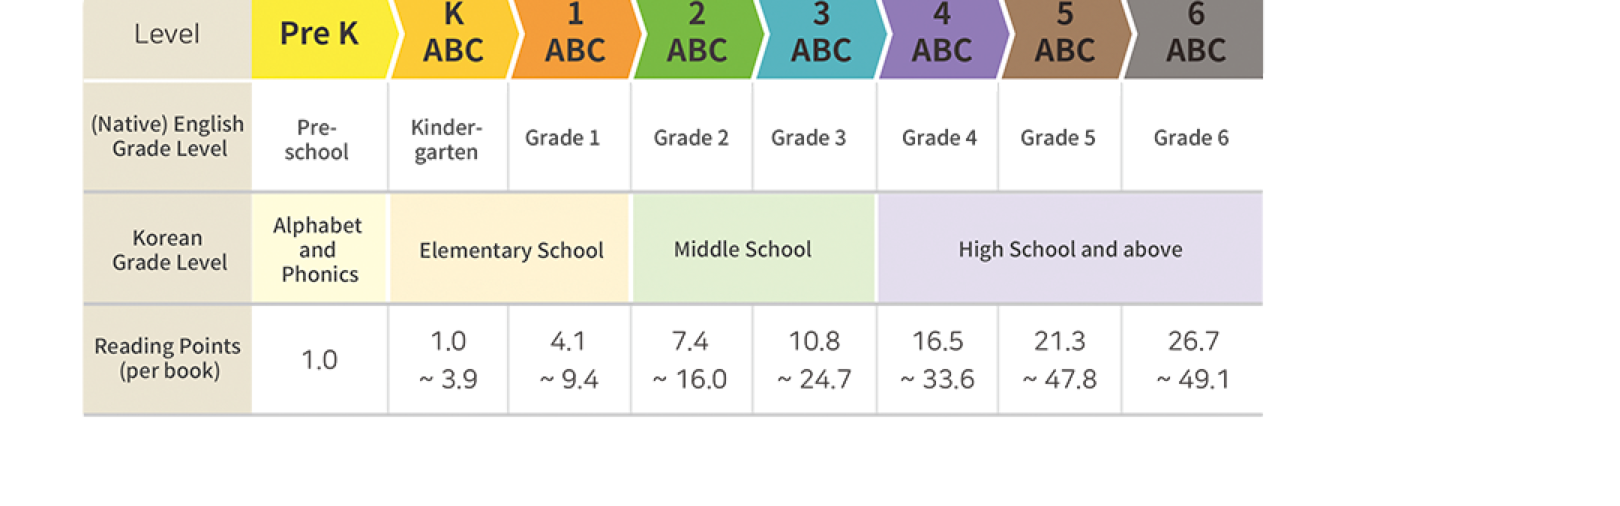 Level
Pre K
K
ABC
1
ABC
2
ABC
3
ABC
4
ABC
5
ABC
6
ABC
(Native) English
Grade Level
Pre-
school
Kinder-
garten
Grade 1
Grade 2
Grade 3
Grade 4
Grade 5
Grade 6
Korean
Grade Level
Alphabet
and
Phonics
Elementary School
Middle School
High School and above
Reading Points
(per book)
1.0
1.0
~ 3.9
4.1
~ 9.4
7.4
~ 16.0
10.8
~ 24.7
16.5
~ 33.6
21.3
~ 47.8
26.7
~ 49.1